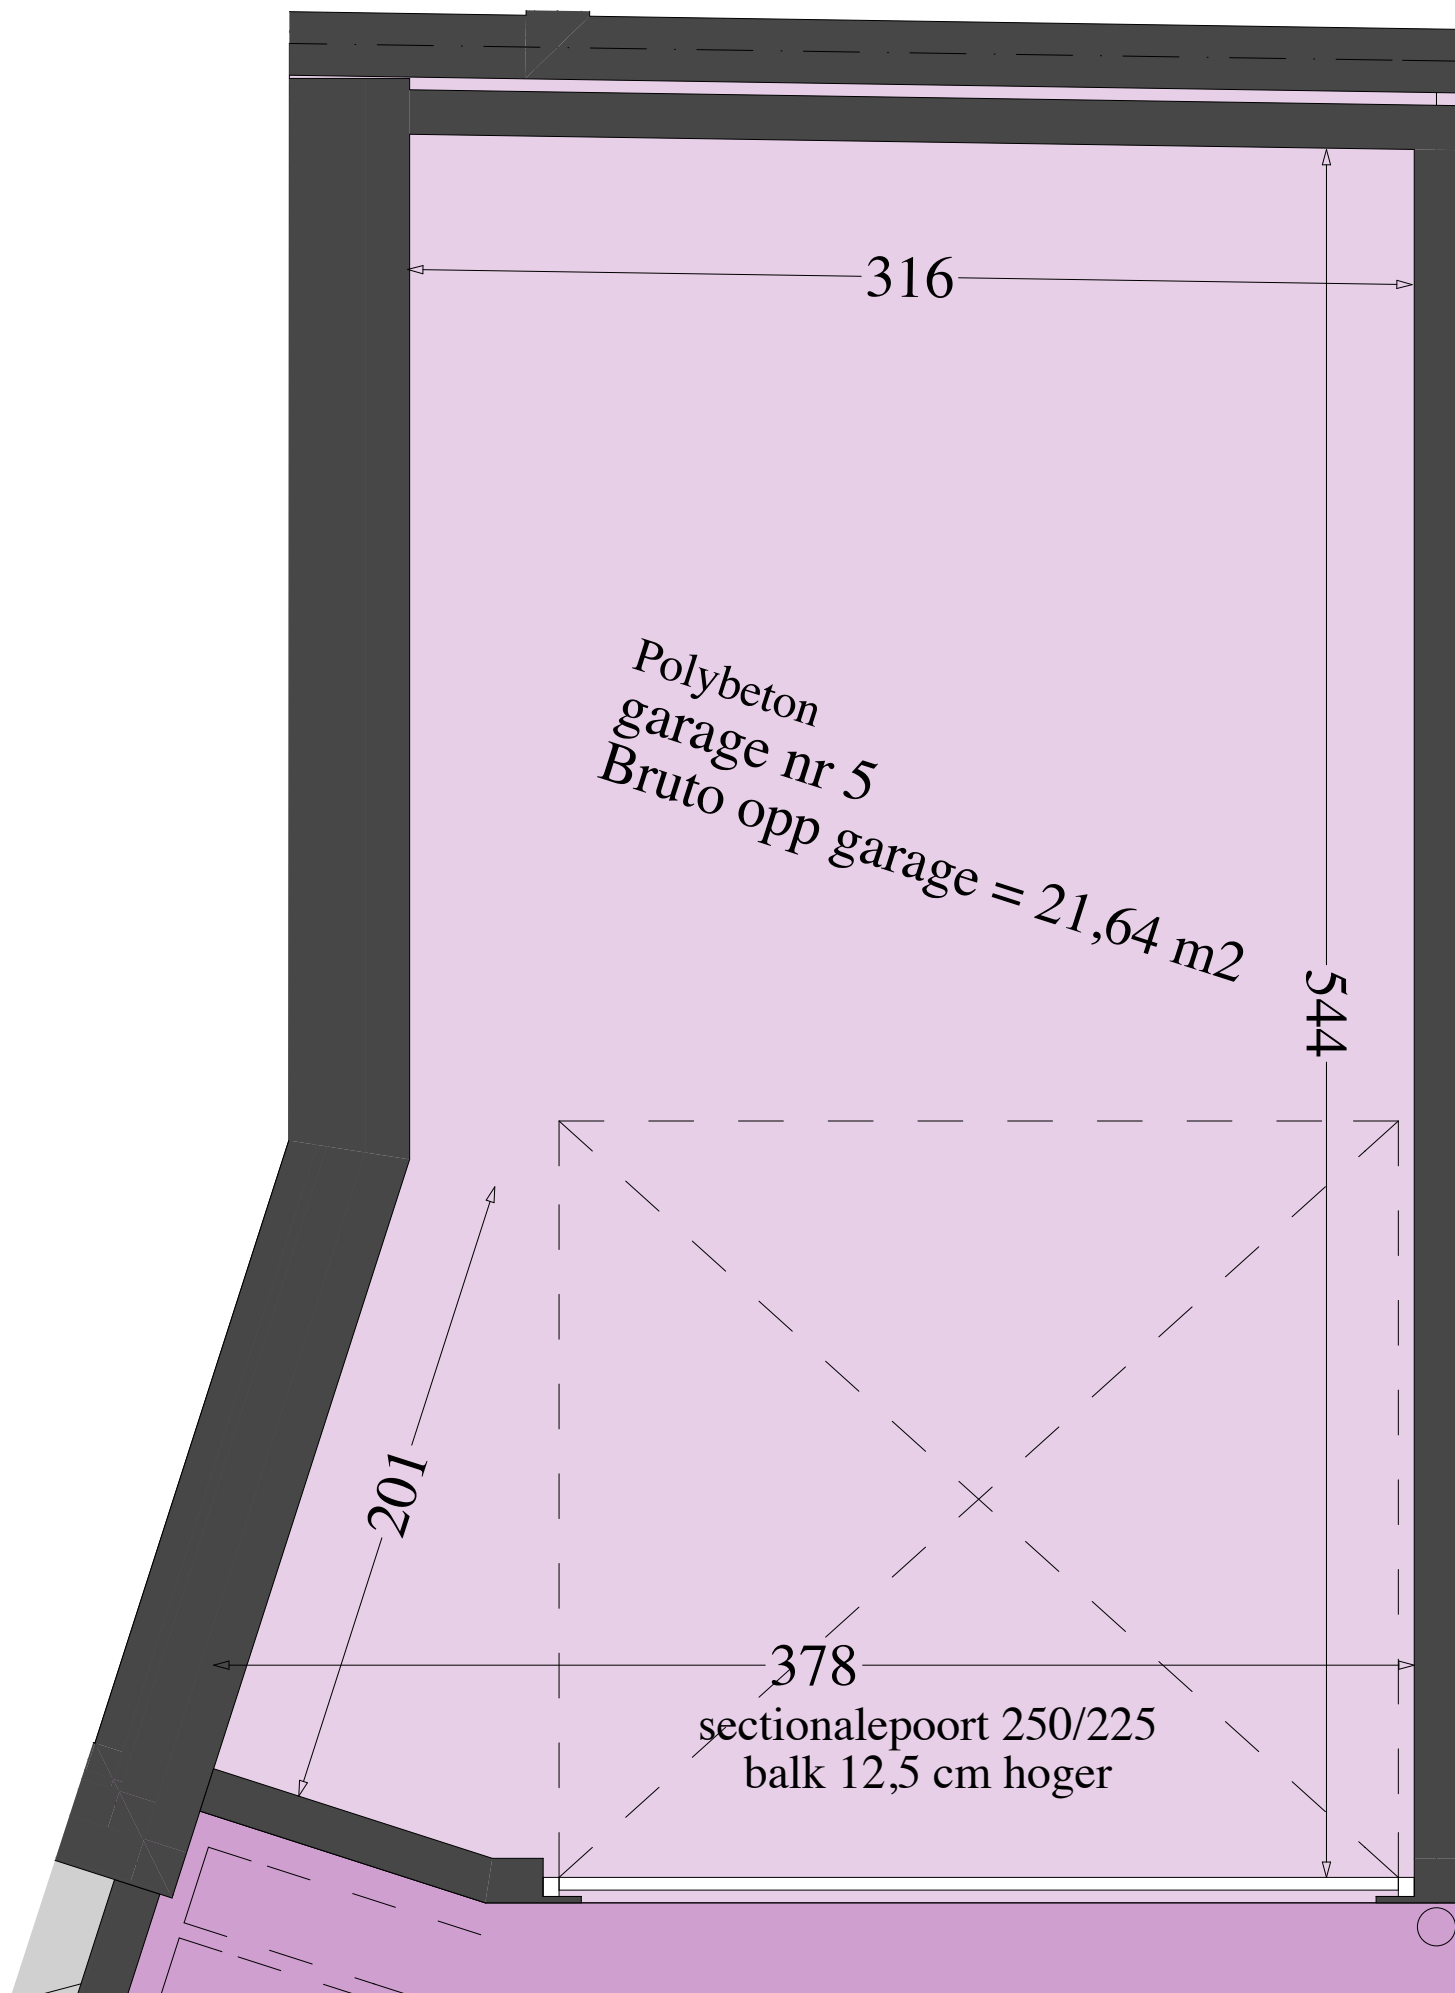 316
Polybeton
garage nr 5
Bruto opp garage = 21,64 m2
544
201
378
sectionalepoort 250/225
balk 12,5 cm hoger